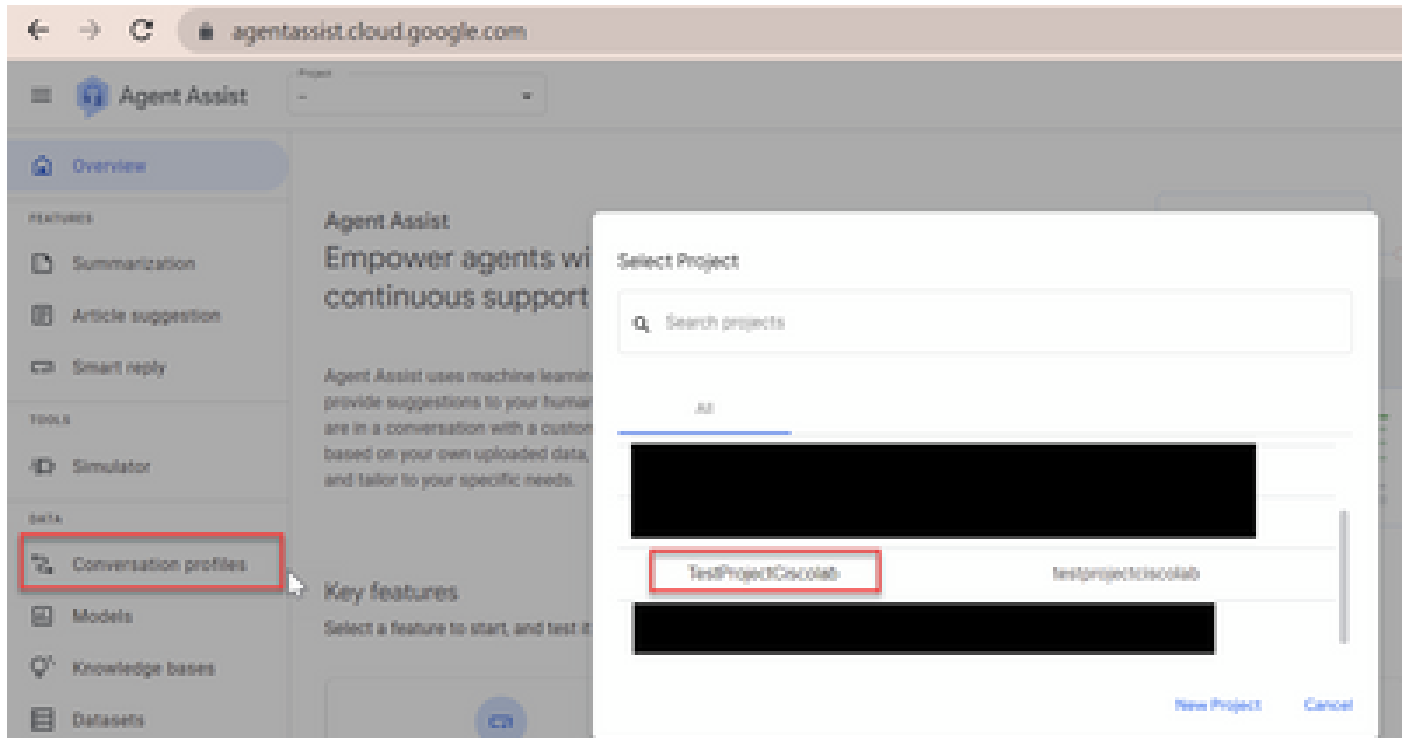 agentassist.cloud.google.com
Agent Assist
Project
-
Overview
FEATURES
Summarization
Article suggestion
Smart reply
TOOLS
Simulator
DATA
Conversation profiles
Models
Knowledge bases
Datasets
Agent Assist
Empower agents wi
continuous support
Agent Assist uses machine learnin
provide suggestions to your human
are in a conversation with a custom
based on your own uploaded data,
and tailor to your specific needs.
Key features
Select a feature to start, and test it
Select Project
Search projects
All
TestProjectCiscolab testprojectciscolab
New Project Cancel